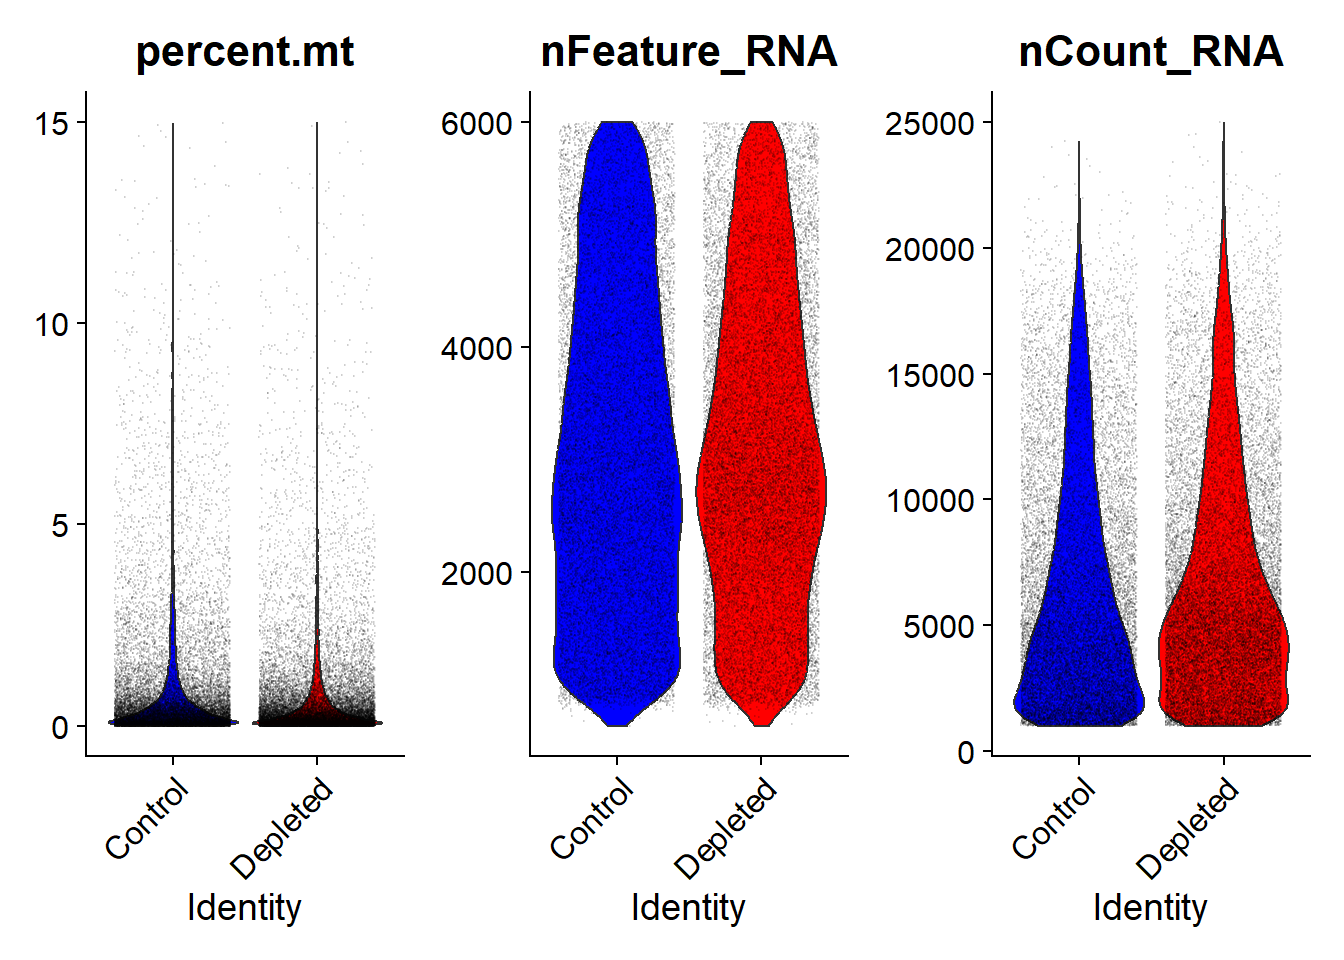 percent.mt
15
10
5
0
Control
Depleted
Identity
nFeature_RNA
6000
4000
2000
Control
Depleted
Identity
nCount_RNA
25000
20000
15000
10000
5000
0
Control
Depleted
Identity